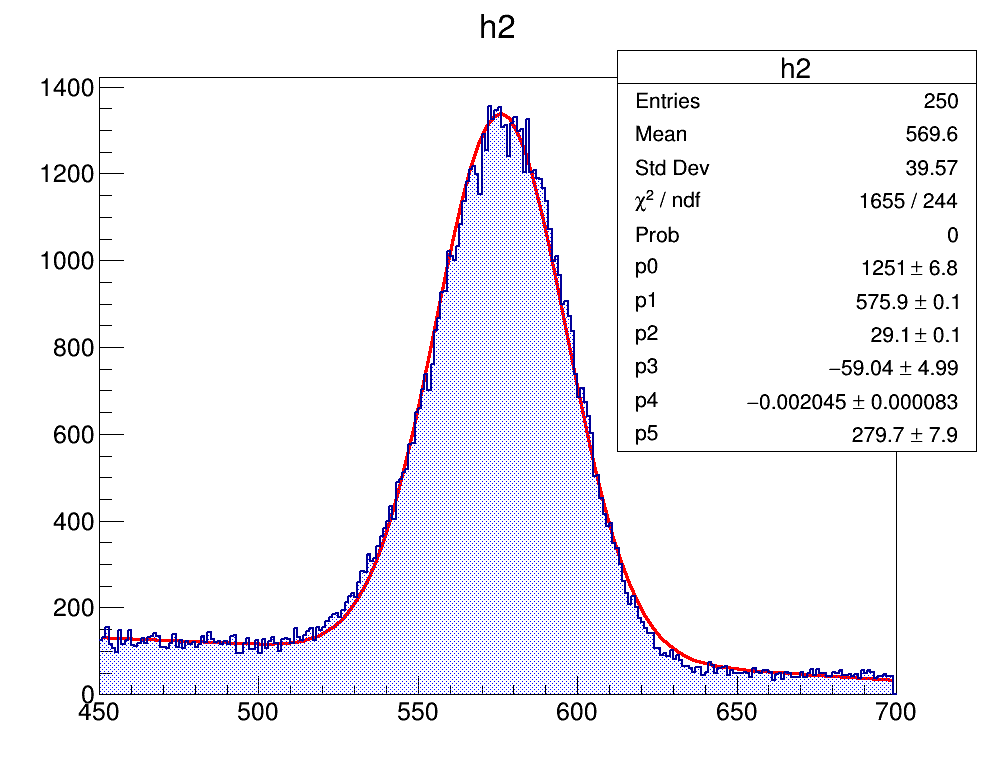 h2
h2
Entries 250
Mean 569.6
Std Dev 39.57
χ² / ndf 1655 / 244
Prob 0
p0 1251 ± 6.8
p1 575.9 ± 0.1
p2 29.1 ± 0.1
p3 −59.04 ± 4.99
p4 −0.002045 ± 0.000083
p5 279.7 ± 7.9
1400
1200
1000
800
600
400
200
0
450 500 550 600 650 700